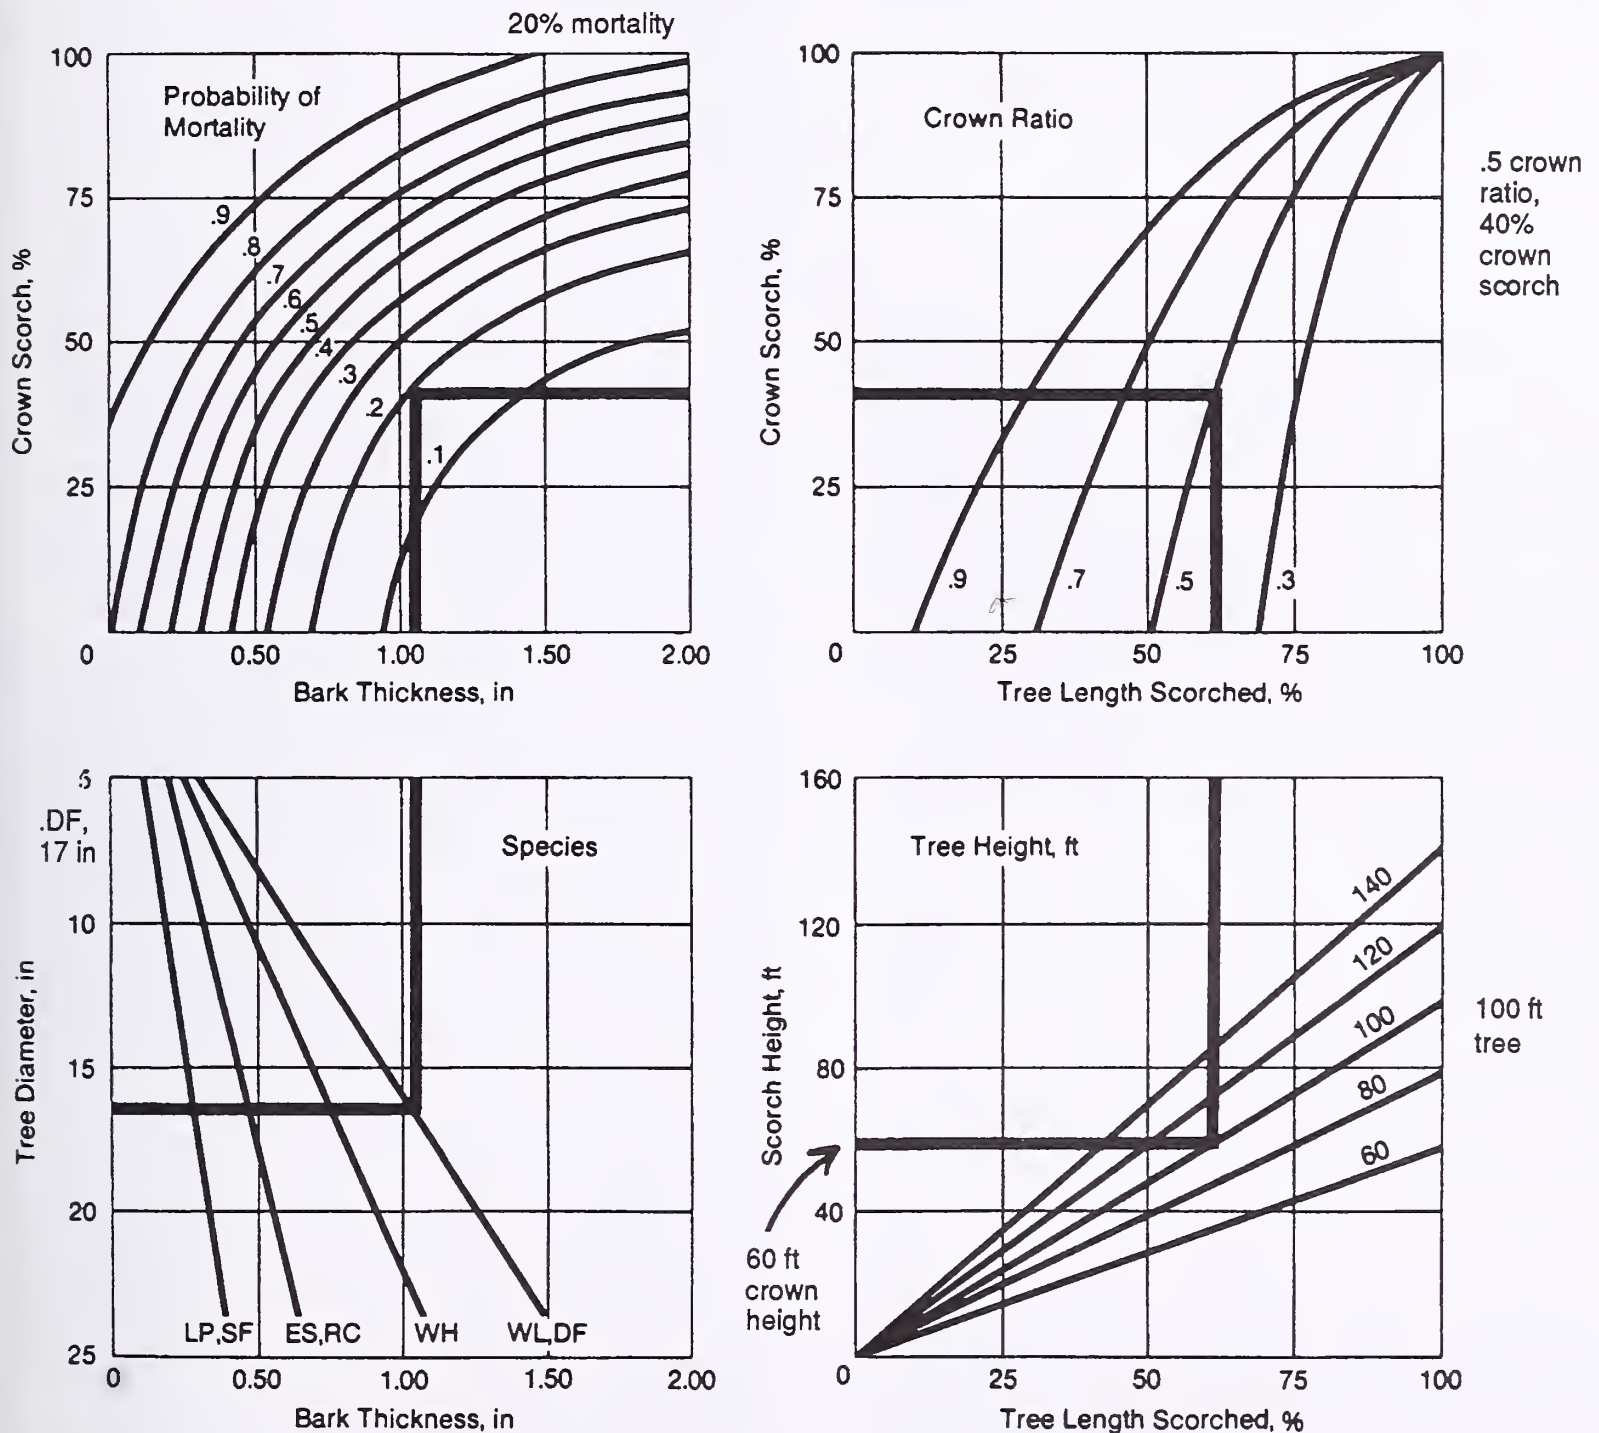 20% mortality
100
75
50
25
0
Crown Scorch, %
Probability of
Mortality
.9
.8
.7
.6
.5
.4
.3
.2
.1
0.50
1.00
1.50
2.00
Bark Thickness, in
100
75
50
25
0
Crown Scorch, %
Crown Ratio
.9
.7
.5
.3
25
50
75
100
Tree Length Scorched, %
.5 crown
ratio,
40%
crown
scorch
.DF,
17 in
10
15
20
25
Tree Diameter, in
Species
LP,SF
ES,RC
WH
WL,DF
0
0.50
1.00
1.50
2.00
Bark Thickness, in
160
120
80
40
0
Scorch Height, ft
Tree Height, ft
140
120
100
80
60
25
50
75
100
Tree Length Scorched, %
100 ft
tree
60 ft
crown
height